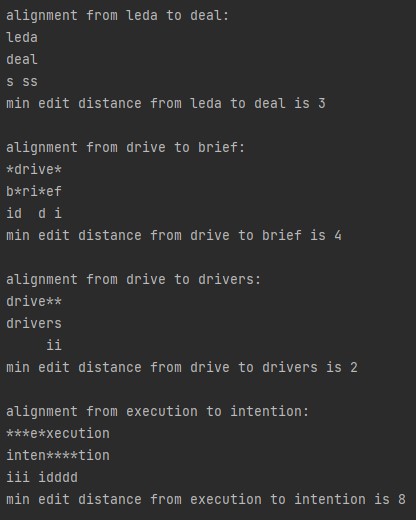 alignment from leda to deal:
leda
deal
s ss
min edit distance from leda to deal is 3

alignment from drive to brief:
*drive*
b*ri*ef
id  d i
min edit distance from drive to brief is 4

alignment from drive to drivers:
drive**
drivers
     ii
min edit distance from drive to drivers is 2

alignment from execution to intention:
***e*xecution
inten****tion
iii idddd
min edit distance from execution to intention is 8